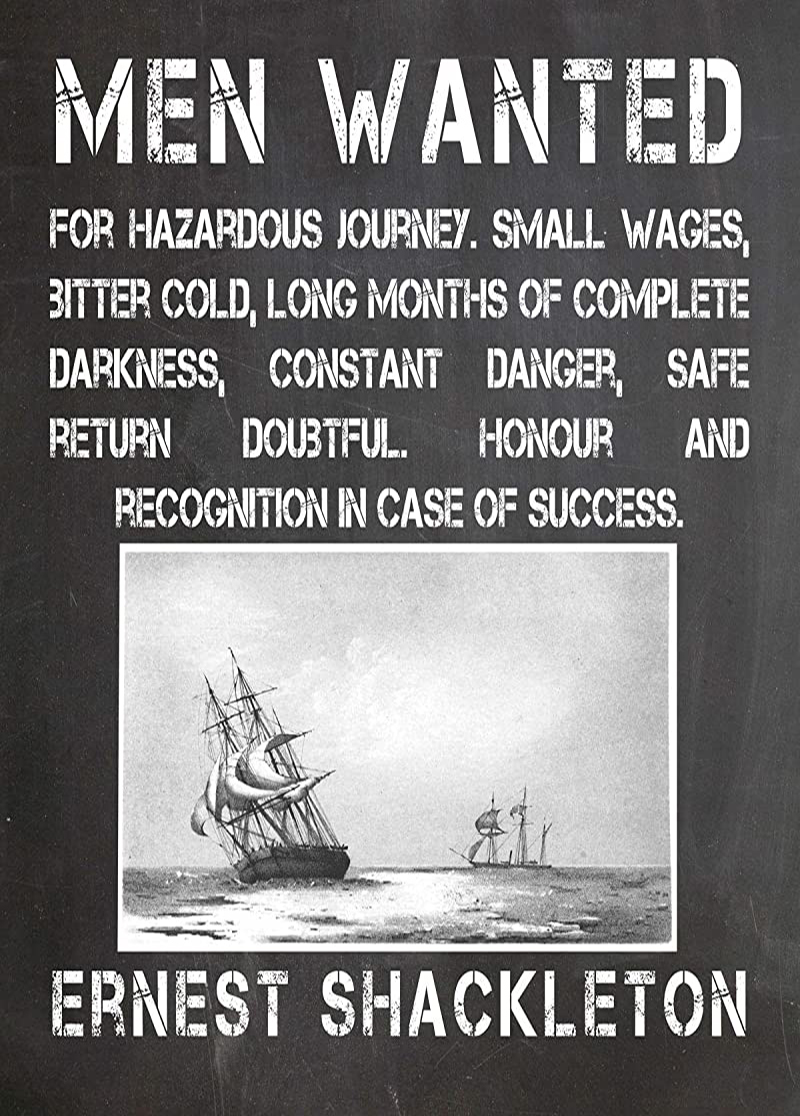 MEN WANTED
FOR HAZARDOUS JOURNEY. SMALL WAGES,
BITTER COLD, LONG MONTHS OF COMPLETE
DARKNESS, CONSTANT DANGER, SAFE
RETURN DOUBTFUL. HONOUR AND
RECOGNITION IN CASE OF SUCCESS.
ERNEST SHACKLETON